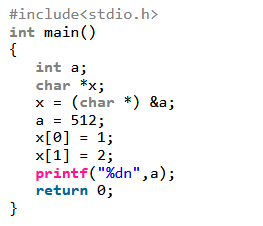 #include<stdio.h>
int main()
{
int a;
char *x;
x = (char *) &a;
a = 512;
x[0] = 1;
x[1] = 2;
printf("%dn",a);
return 0;
}